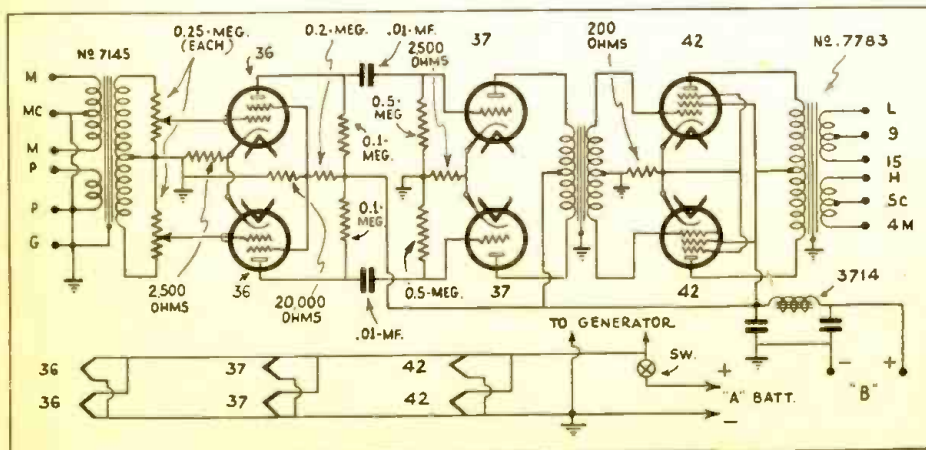 Nº 7145
0.25-MEG.
(EACH)
36
0.2-MEG.
.01-MF.
2,500
OHMS
37
200
OHMS
42
Nº.7783
M
MC
M
P
P
G
0.5-
MEG.
0.1-
MEG.
0.1-
MEG.
L
9
15
H
5C
4M
2,500
OHMS
36
20,000
OHMS
.01-MF.
0.5-MEG.
37
42
3714
TO GENERATOR
SW.
- +
"B"
36 37 42
36 37 42
+
"A" BATT.
-